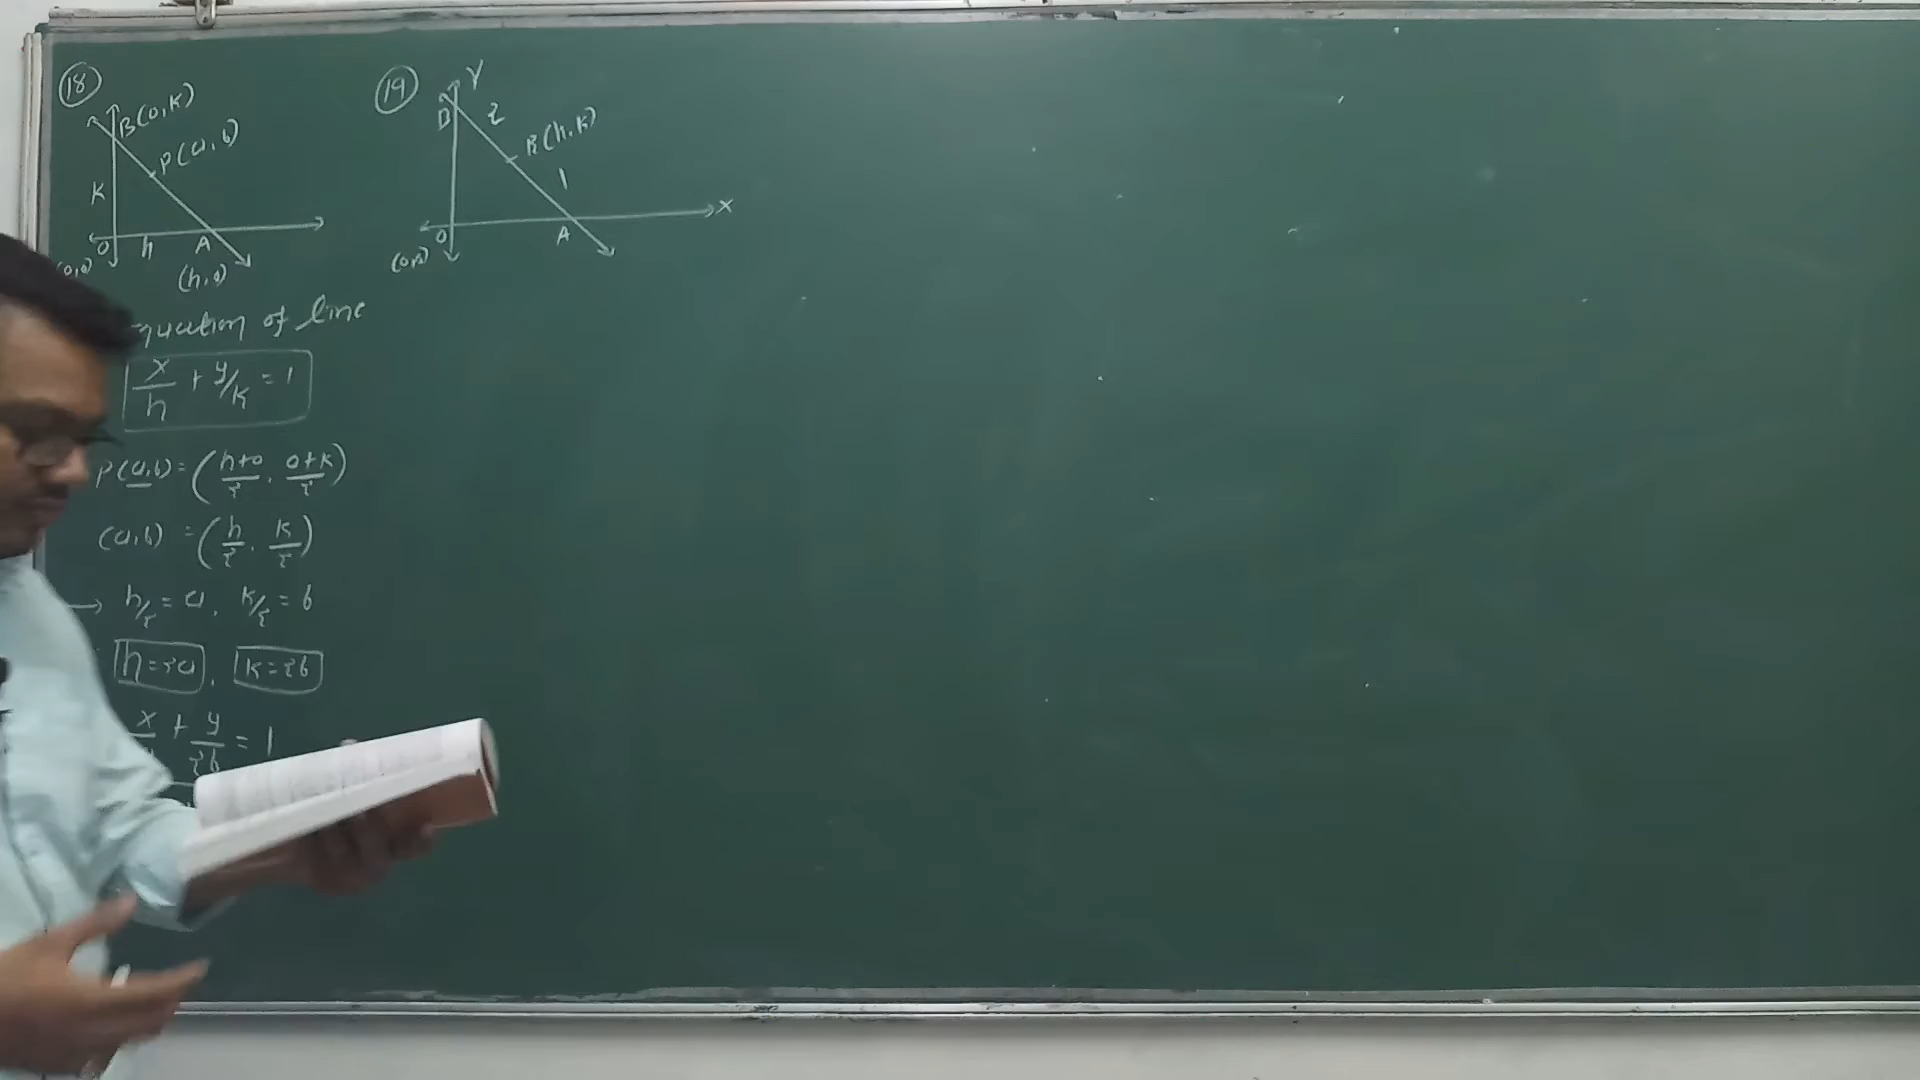 18
B(0,K)
P(a,b)
K
O h A
(0,0)
(h,0)
equation of line
x/h + y/k = 1
P(a,b) = (h+0/2, 0+k/2)
(a,b) = (h/2, k/2)
→ h/2 = a, k/2 = b
h=2a, k=2b
x + y/2b = 1
19
Y
B 2
R(h,k)
1
X
O A
(0,0)